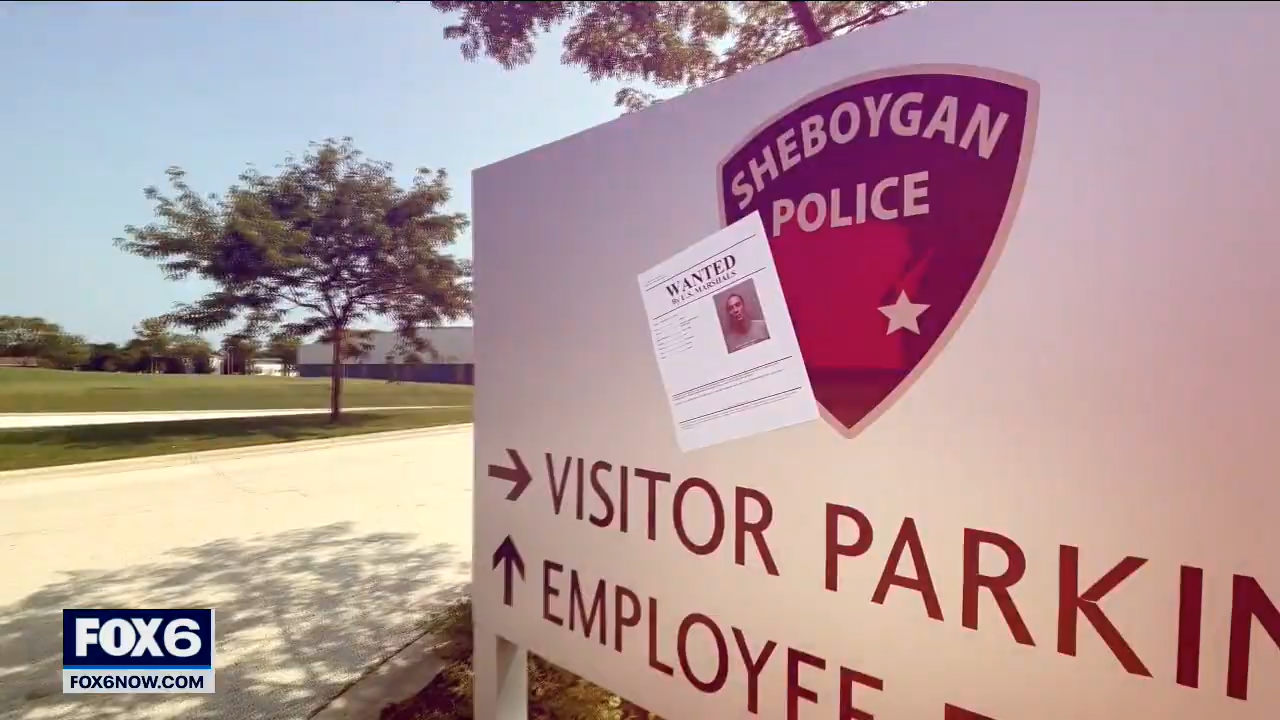 SHEBOYGAN
POLICE
WANTED
By U.S. MARSHALS
VISITOR PARKIN
EMPLOYEE
FOX6
FOX6NOW.COM